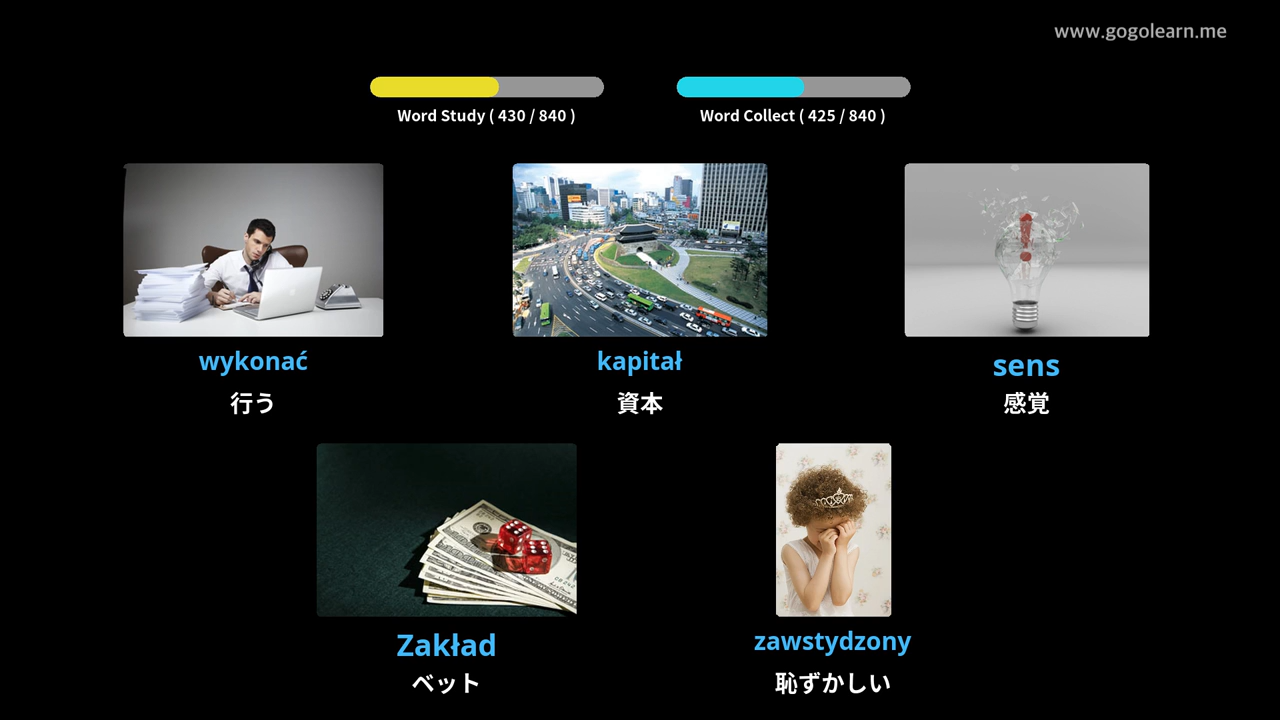 www.gogolearn.me
Word Study ( 430 / 840 )
Word Collect ( 425 / 840 )
wykonać
行う
kapitał
資本
sens
感覚
Zakład
ベット
zawstydzony
恥ずかしい